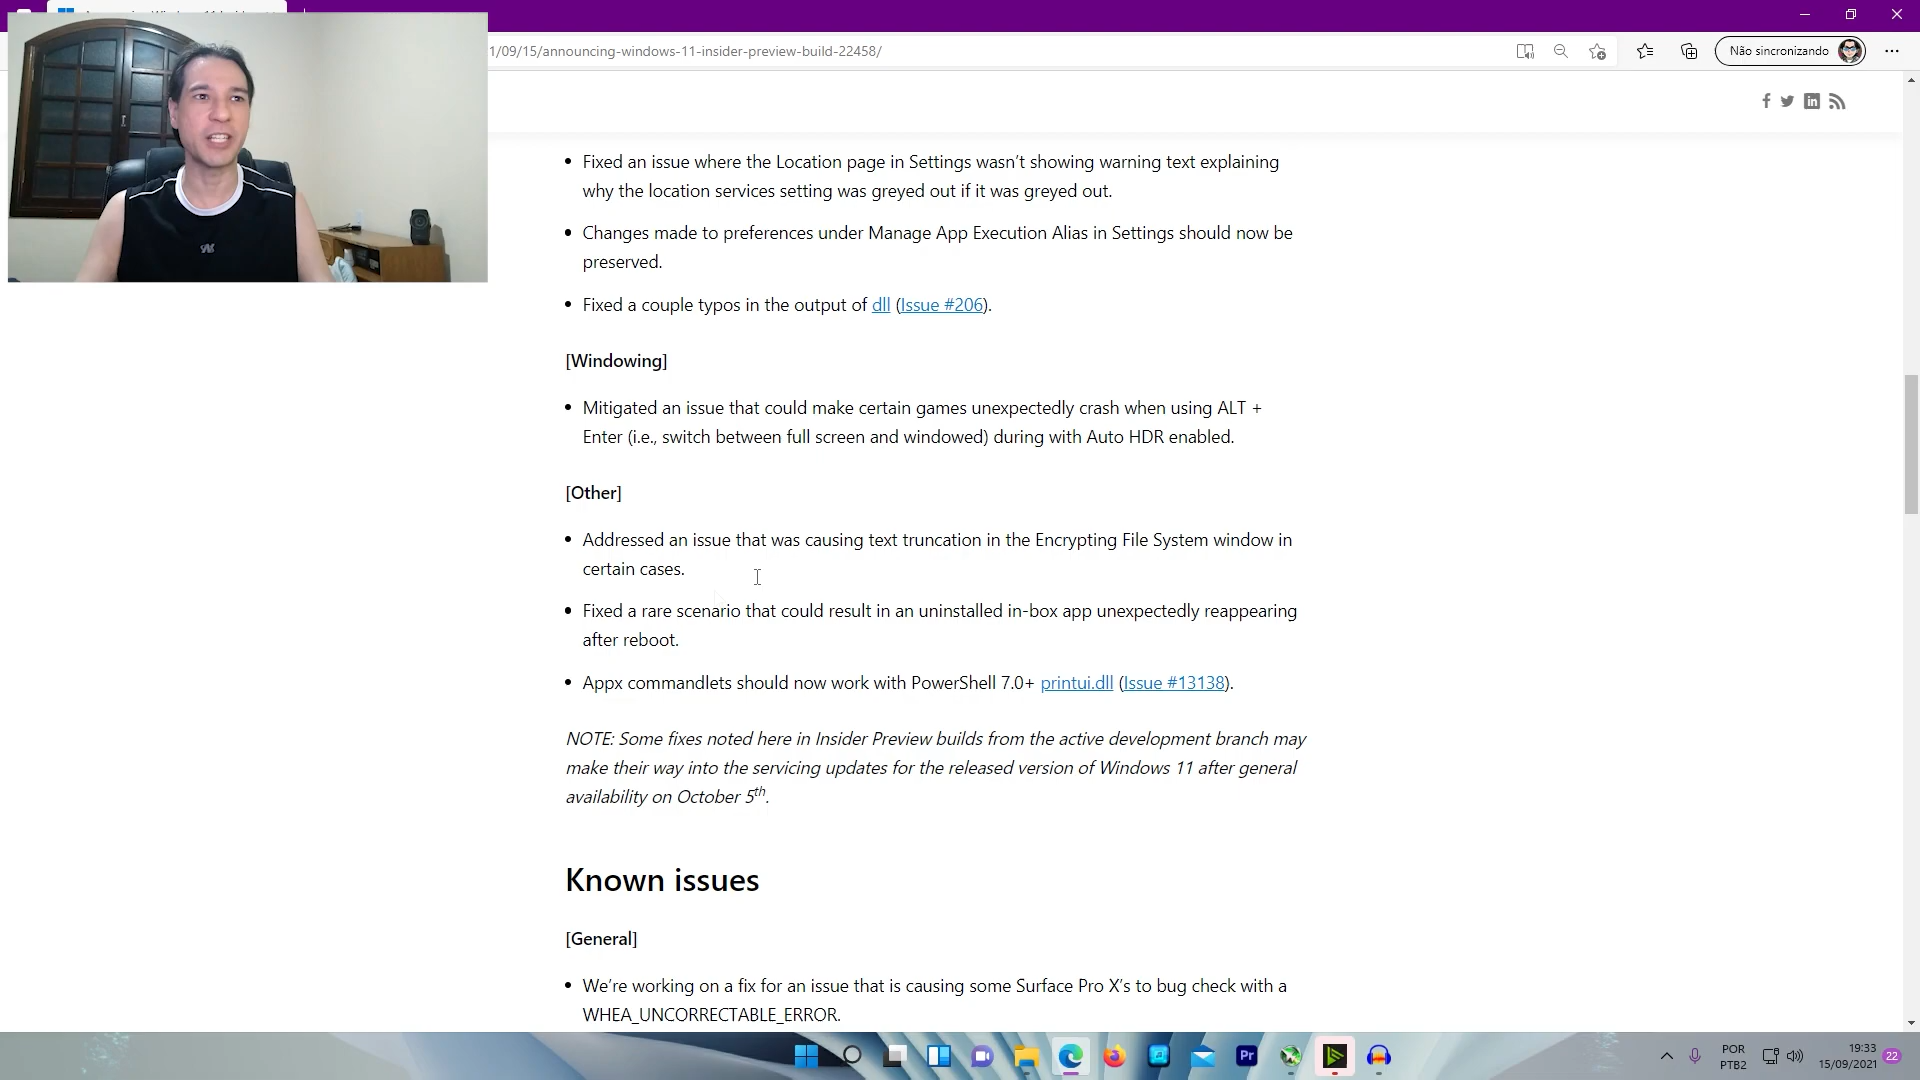 1/09/15/announcing-windows-11-insider-preview-build-22458/
Não sincronizando
• Fixed an issue where the Location page in Settings wasn’t showing warning text explaining
why the location services setting was greyed out if it was greyed out.
• Changes made to preferences under Manage App Execution Alias in Settings should now be
preserved.
• Fixed a couple typos in the output of dll (Issue #206).
[Windowing]
• Mitigated an issue that could make certain games unexpectedly crash when using ALT +
Enter (i.e., switch between full screen and windowed) during with Auto HDR enabled.
[Other]
• Addressed an issue that was causing text truncation in the Encrypting File System window in
certain cases.
• Fixed a rare scenario that could result in an uninstalled in-box app unexpectedly reappearing
after reboot.
• Appx commandlets should now work with PowerShell 7.0+ printui.dll (Issue #13138).
NOTE: Some fixes noted here in Insider Preview builds from the active development branch may
make their way into the servicing updates for the released version of Windows 11 after general
availability on October 5th.
Known issues
[General]
• We’re working on a fix for an issue that is causing some Surface Pro X’s to bug check with a
WHEA_UNCORRECTABLE_ERROR.
Pr
POR
PTB2
19:33
15/09/2021
22